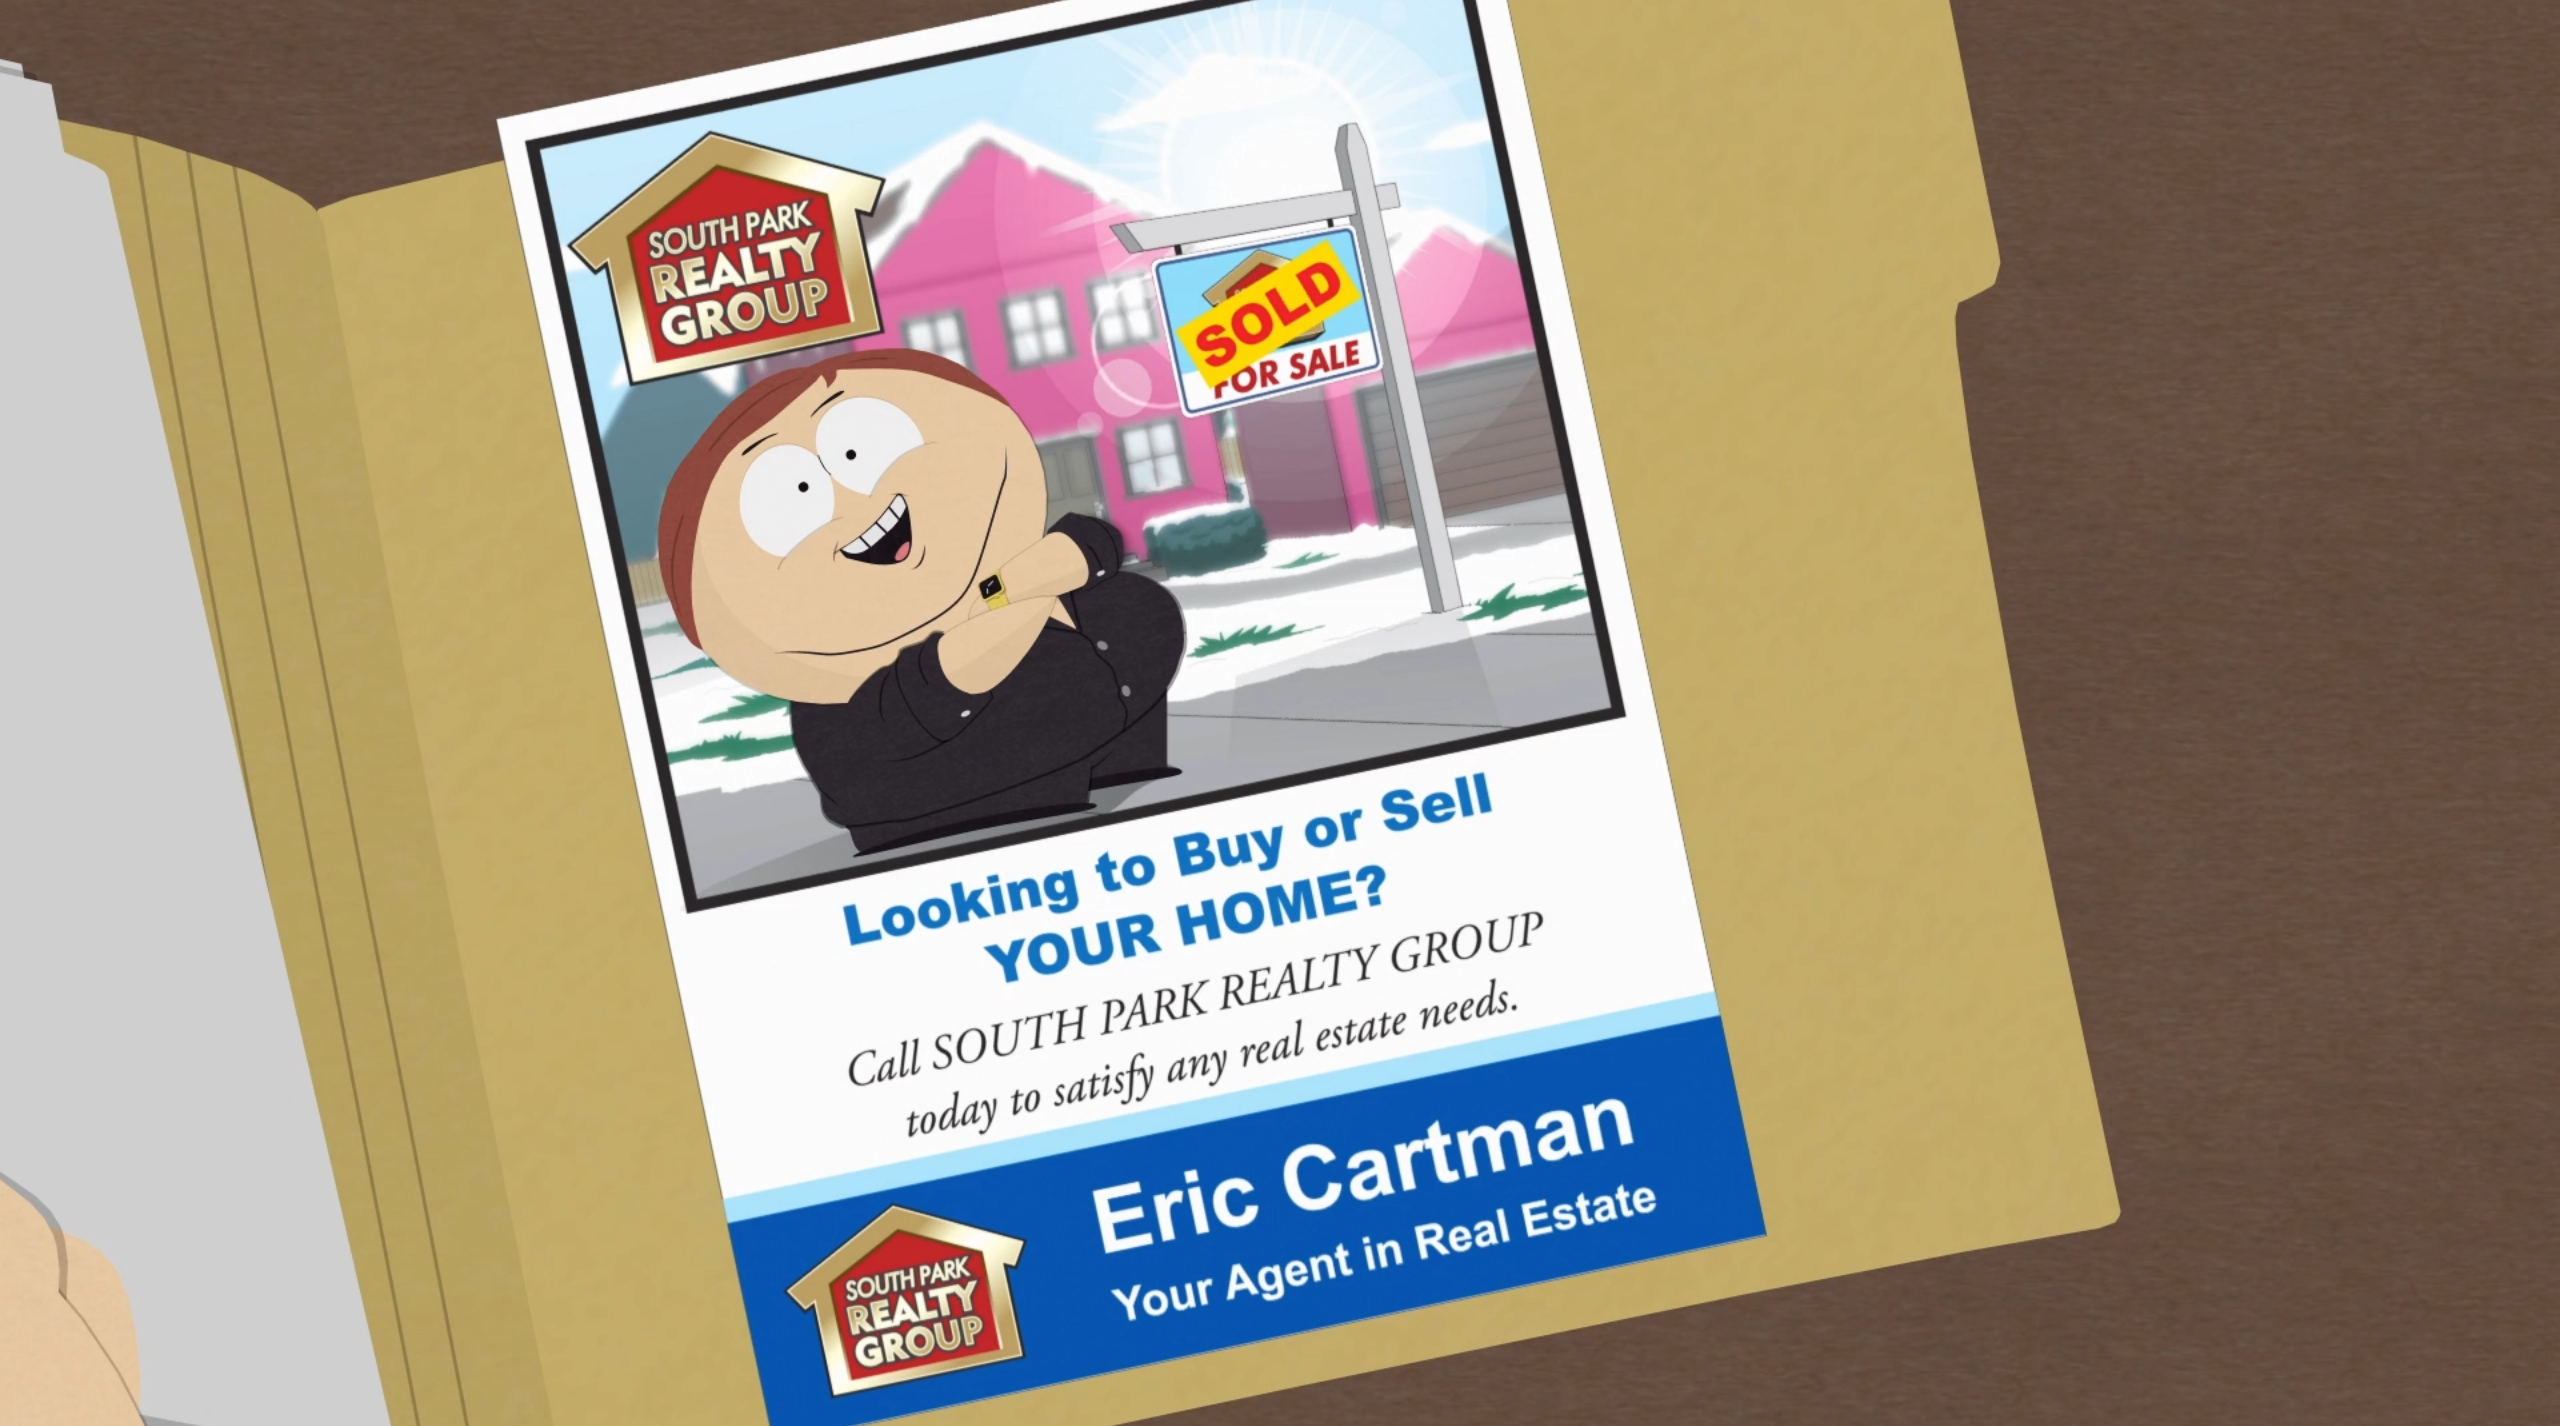 SOUTH PARK
REALTY
GROUP
SOLD
FOR SALE
Looking to Buy or Sell
YOUR HOME?
Call SOUTH PARK REALTY GROUP
today to satisfy any real estate needs.
Eric Cartman
Your Agent in Real Estate
SOUTH PARK
REALTY
GROUP